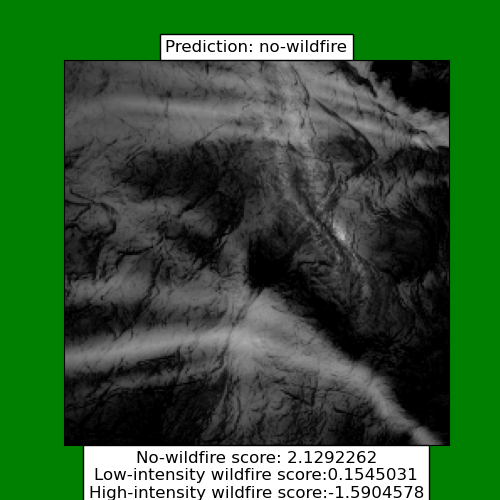 Prediction: no-wildfire
No-wildfire score: 2.1292262
Low-intensity wildfire score:0.1545031
High-intensity wildfire score:-1.5904578